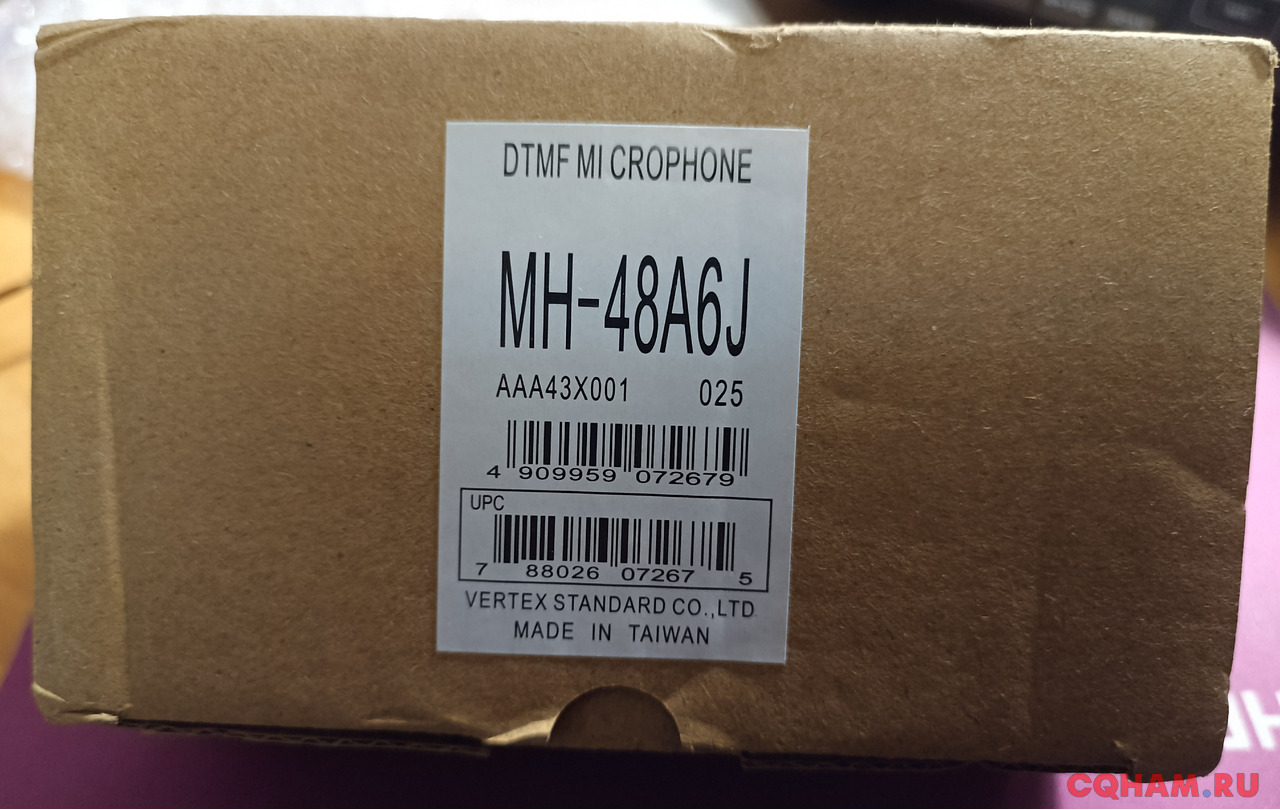 DTMF MI CROPHONE
MH-48A6J
AAA43X001 025
4 909959 072679
UPC
7 88026 07267 5
VERTEX STANDARD CO.,LTD
MADE IN TAIWAN
CQHAM.RU